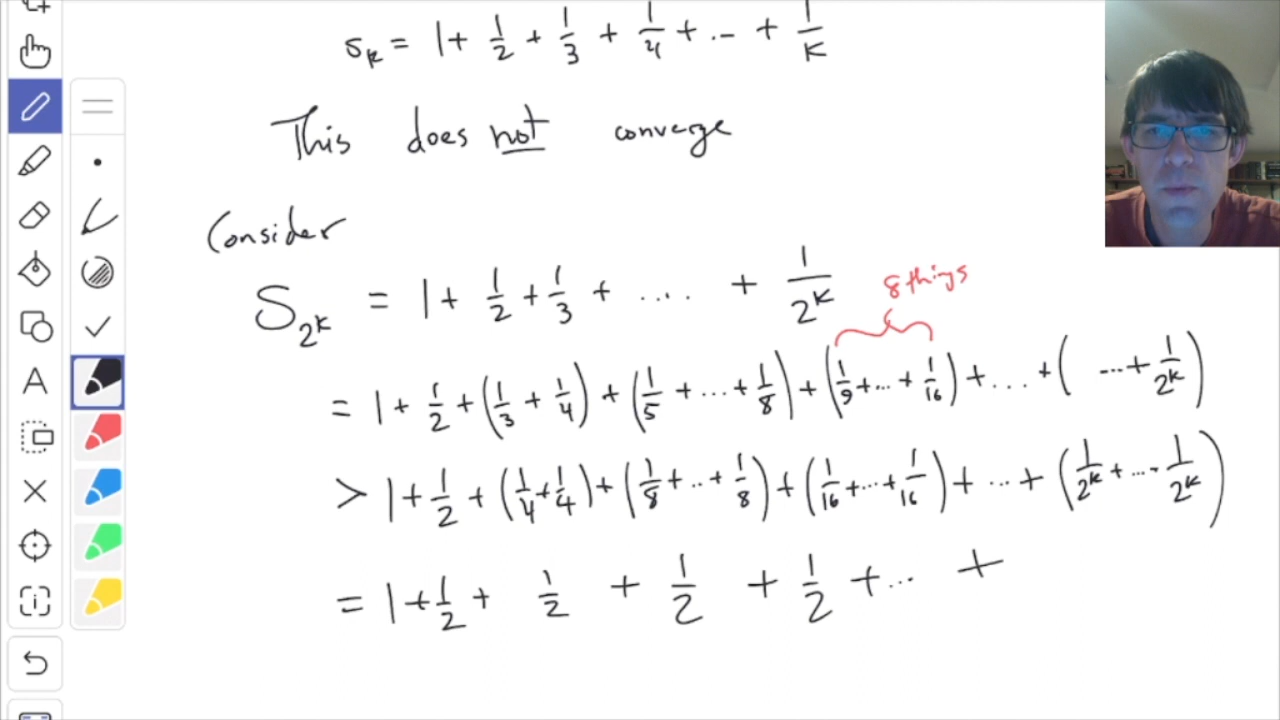 s_k = 1 + 1/2 + 1/3 + 1/4 + ... + 1/k
This does not converge
Consider
S_{2^k} = 1 + 1/2 + 1/3 + .... + 1/2^k
8 things
= 1 + 1/2 + (1/3 + 1/4) + (1/5 + ... + 1/8) + (1/9 + ... + 1/16) + ... + ( ... + 1/2^k)
> 1 + 1/2 + (1/4 + 1/4) + (1/8 + ... + 1/8) + (1/16 + ... + 1/16) + ... + (1/2^k + ... - 1/2^k)
= 1 + 1/2 + 1/2 + 1/2 + 1/2 + ... +